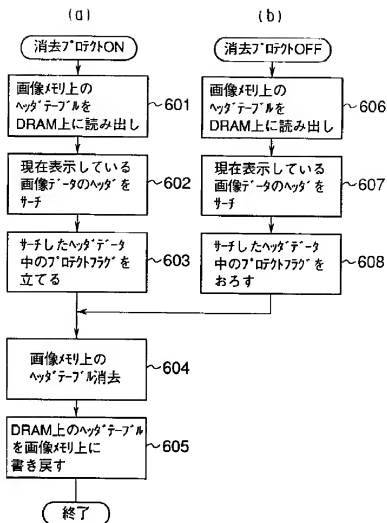 (a)
消去プロテクトON
画像メモリ上の
ヘッダテーブルを
DRAM上に読み出し
601
現在表示している
画像データのヘッダを
サーチ
602
サーチしたヘッダデータ
中のプロテクトフラグを
立てる
603
(b)
消去プロテクトOFF
画像メモリ上の
ヘッダテーブルを
DRAM上に読み出し
606
現在表示している
画像データのヘッダを
サーチ
607
サーチしたヘッダデータ
中のプロテクトフラグを
おろす
608
画像メモリ上の
ヘッダテーブル消去
604
DRAM上のヘッダテーブル
を画像メモリ上に
書き戻す
605
終了